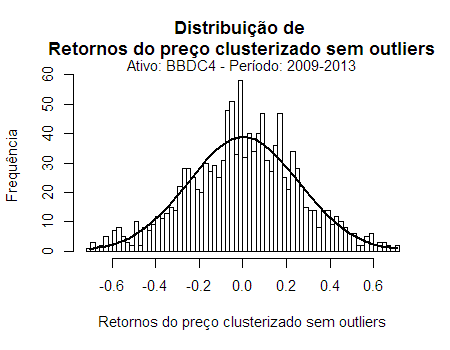 Distribuição de
Retornos do preço clusterizado sem outliers
Ativo: BBDC4 - Período: 2009-2013
Frequência
60
50
40
30
20
10
0
-0.6 -0.4 -0.2 0.0 0.2 0.4 0.6
Retornos do preço clusterizado sem outliers